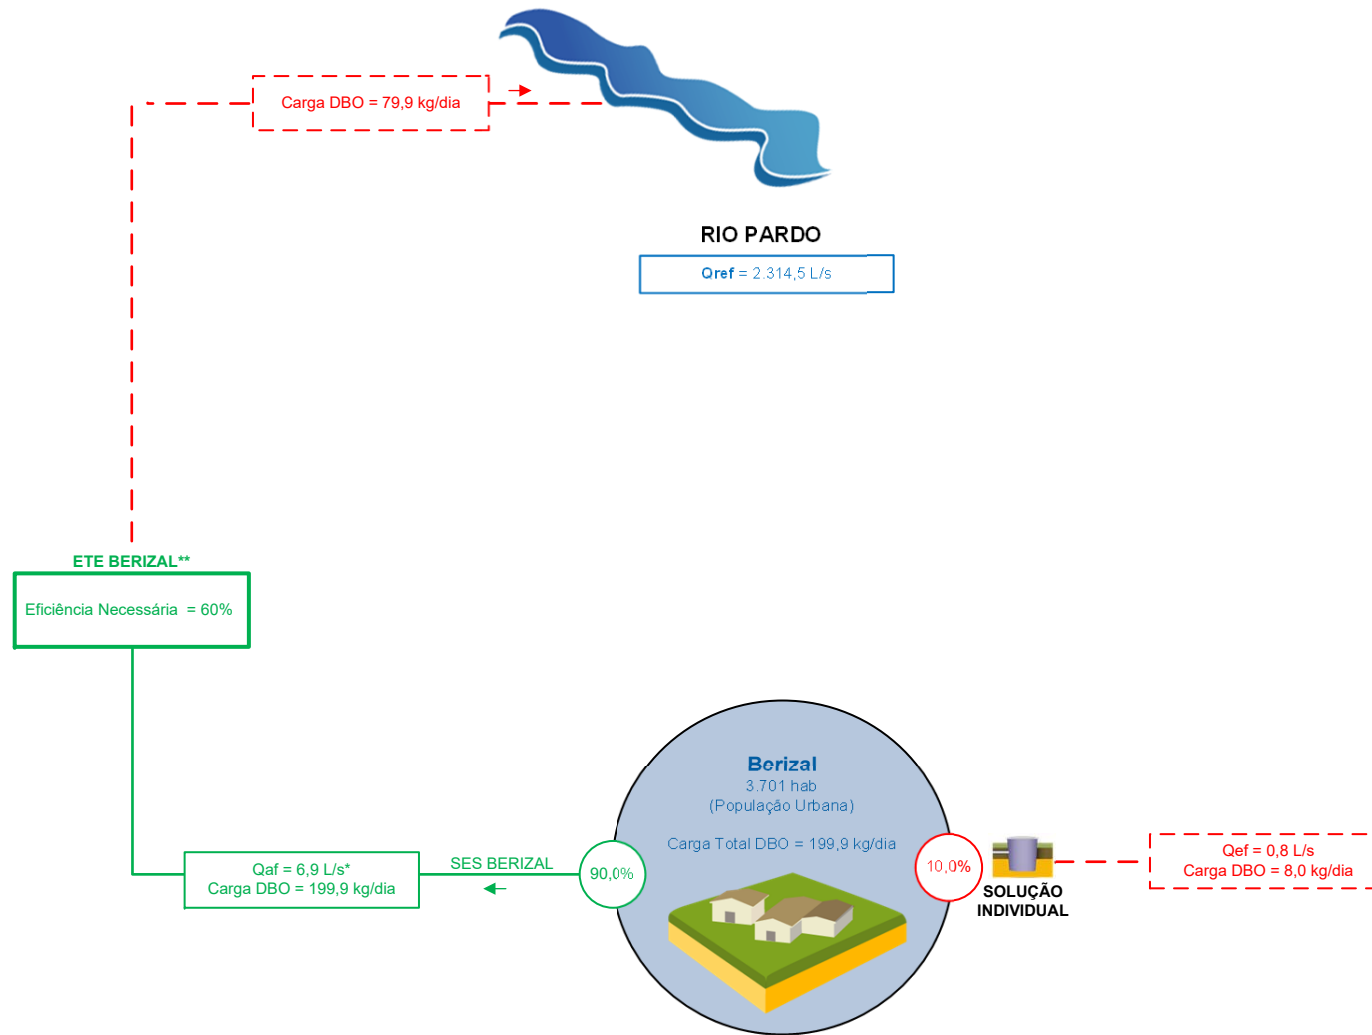 Carga DBO = 79,9 kg/dia
RIO PARDO
Qref = 2.314,5 L/s
ETE BERIZAL**
Eficiência Necessária = 60%
Berizal
3.701 hab
(População Urbana)
Carga Total DBO = 199,9 kg/dia
Qaf = 6,9 L/s*
Carga DBO = 199,9 kg/dia
SES BERIZAL
90,0%
10,0%
SOLUÇÃO
INDIVIDUAL
Qef = 0,8 L/s
Carga DBO = 8,0 kg/dia